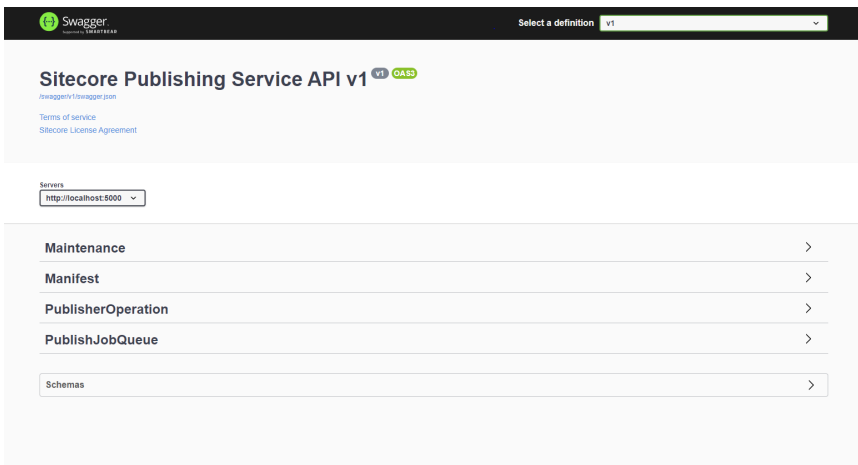 Swagger.
Supported by SMARTBEAR
Select a definition
v1
Sitecore Publishing Service API v1 v1 OAS3
/swagger/v1/swagger.json
Terms of service
Sitecore License Agreement
Servers
http://localhost:5000
Maintenance
Manifest
PublisherOperation
PublishJobQueue
Schemas